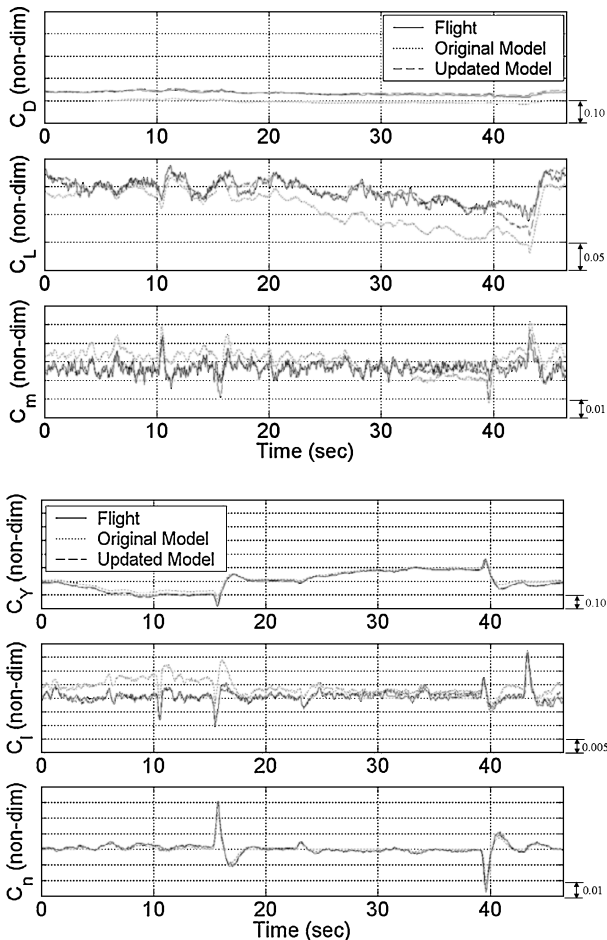 Flight
Original Model
Updated Model
C_D (non-dim)
0.10
0 10 20 30 40
C_L (non-dim)
0.05
0 10 20 30 40
C_m (non-dim)
0.01
0 10 20 30 40
Time (sec)
Flight
Original Model
Updated Model
C_Y (non-dim)
0.10
0 10 20 30 40
C_l (non-dim)
0.005
0 10 20 30 40
C_n (non-dim)
0.01
0 10 20 30 40
Time (sec)